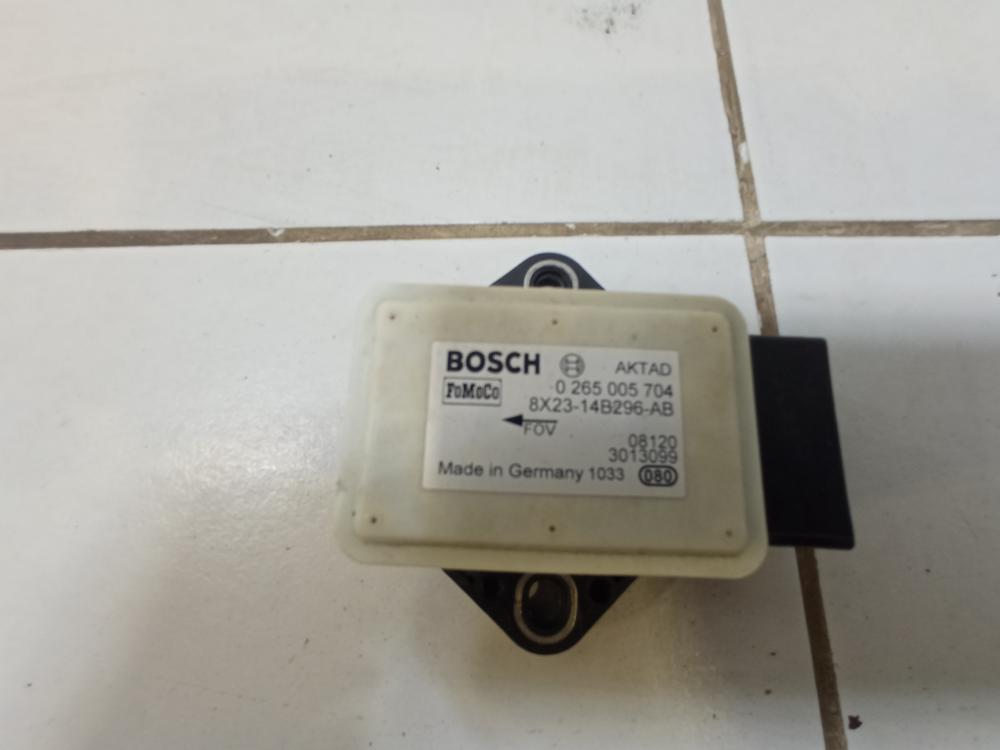 BOSCH AKTAD
FoMoCo 0 265 005 704
8X23-14B296-AB
FOV
08120
3013099
Made in Germany 1033 080